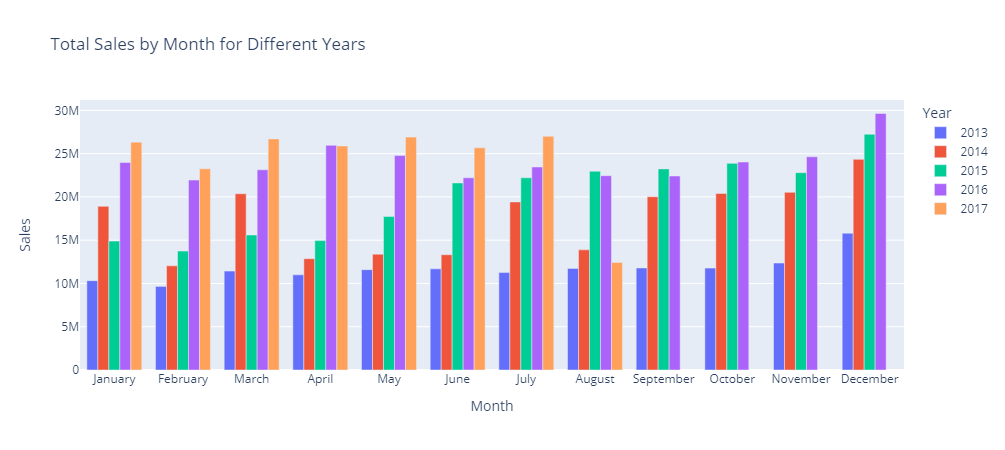 Total Sales by Month for Different Years
30M
25M
20M
15M
10M
5M
0
Sales
January February March April May June July August September October November December
Month
Year
2013
2014
2015
2016
2017